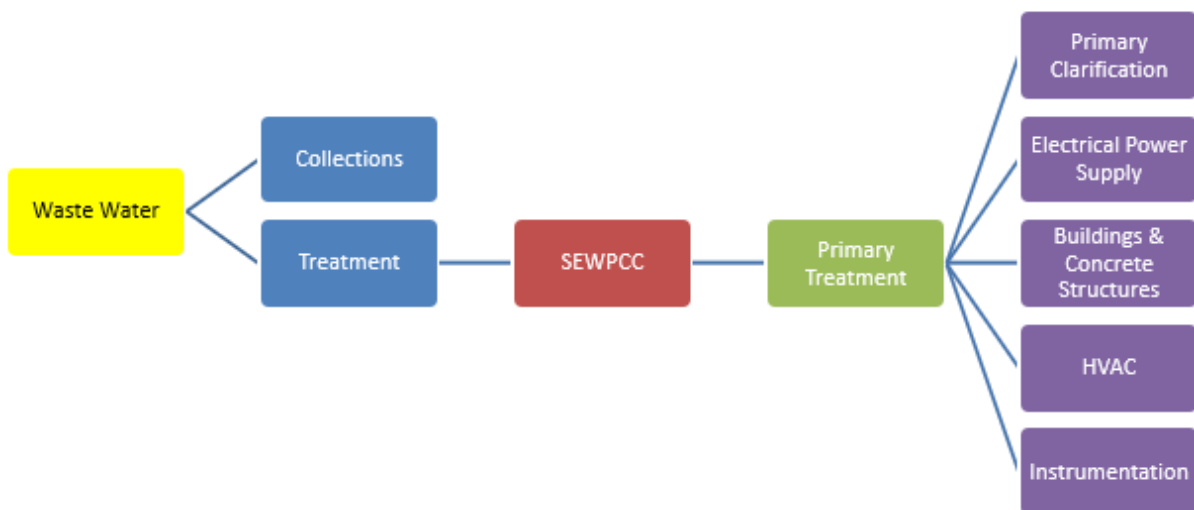 Waste Water
Collections
Treatment
SEWPCC
Primary
Treatment
Primary
Clarification
Electrical Power
Supply
Buildings &
Concrete
Structures
HVAC
Instrumentation